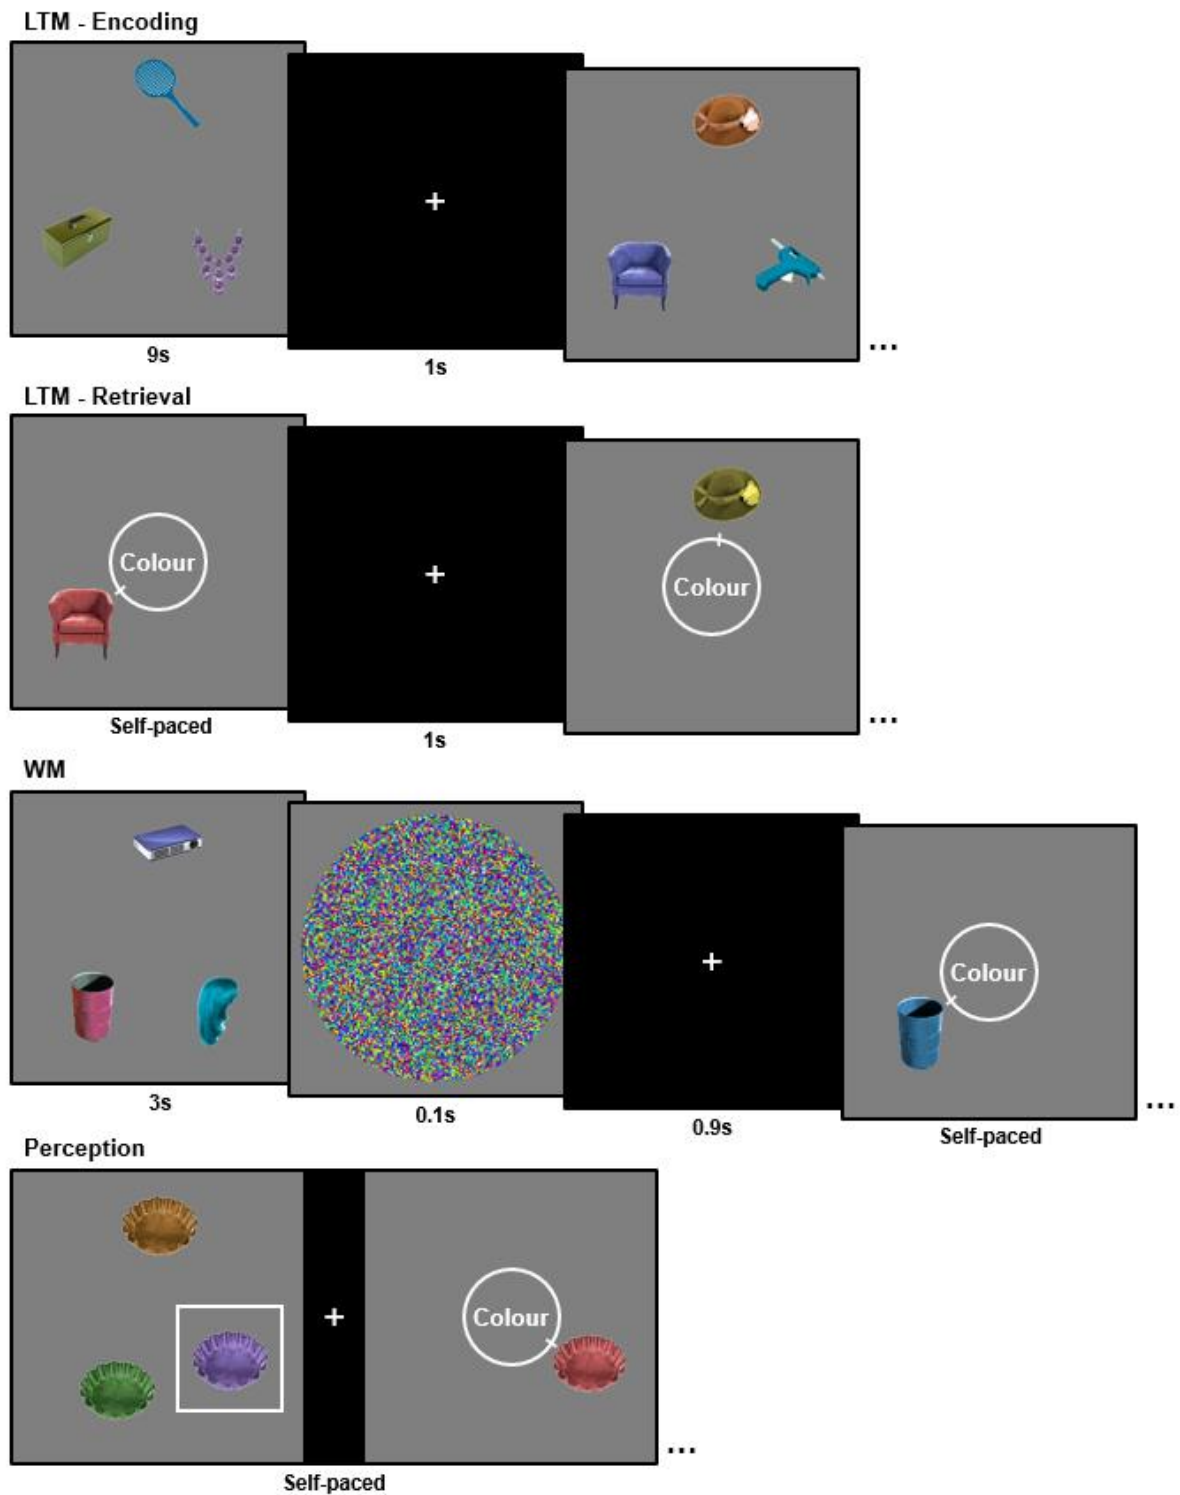 LTM - Encoding
+
...
9s
1s
LTM - Retrieval
Colour
+
Colour
...
Self-paced
1s
WM
+
Colour
...
3s
0.1s
0.9s
Self-paced
Perception
+
Colour
...
Self-paced